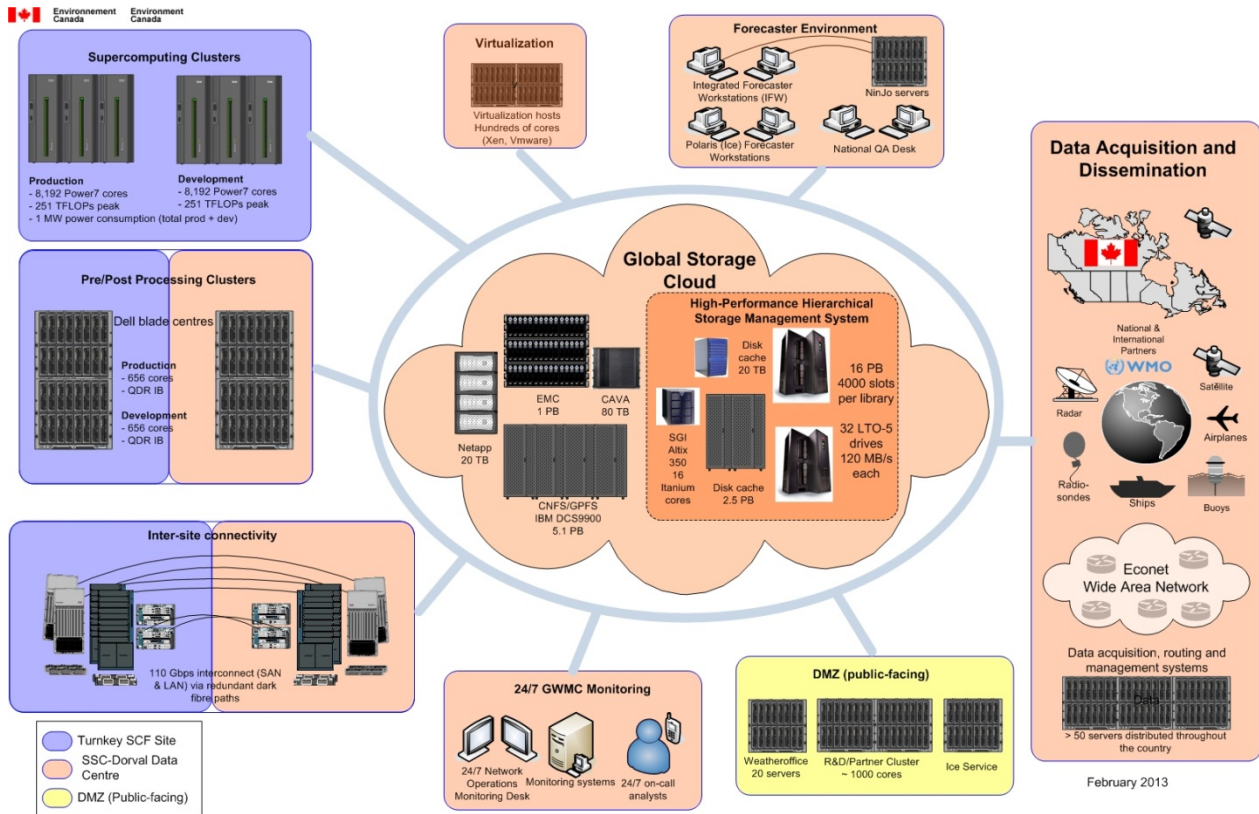 Environnement
Canada
Environment
Canada
Supercomputing Clusters
Production
- 8,192 Power7 cores
- 251 TFLOPs peak
- 1 MW power consumption (total prod + dev)
Development
- 8,192 Power7 cores
- 251 TFLOPs peak
Virtualization
Virtualization hosts
Hundreds of cores
(Xen, Vmware)
Forecaster Environment
Integrated Forecaster
Workstations (IFW)
NinJo servers
Polaris (Ice) Forecaster
Workstations
National QA Desk
Pre/Post Processing Clusters
Dell blade centres
Production
- 656 cores
- QDR IB
Development
- 656 cores
- QDR IB
Global Storage
Cloud
High-Performance Hierarchical
Storage Management System
Netapp
20 TB
EMC
1 PB
CAVA
80 TB
CNFS/GPFS
IBM DCS9900
5.1 PB
Disk
cache
20 TB
SGI
Altix
350
16
Itanium
cores
Disk cache
2.5 PB
16 PB
4000 slots
per library
32 LTO-5
drives
120 MB/s
each
Data Acquisition and
Dissemination
National &
International
Partners
WMO
Radar
Satellite
Airplanes
Radio-
sondes
Ships
Buoys
Econet
Wide Area Network
Data acquisition, routing and
management systems
Data
> 50 servers distributed throughout
the country
Inter-site connectivity
110 Gbps interconnect (SAN
& LAN) via redundant dark
fibre paths
24/7 GWMC Monitoring
24/7 Network
Operations
Monitoring Desk
Monitoring systems
24/7 on-call
analysts
DMZ (public-facing)
Weatheroffice
20 servers
R&D/Partner Cluster
~ 1000 cores
Ice Service
Turnkey SCF Site
SSC-Dorval Data
Centre
DMZ (Public-facing)
February 2013